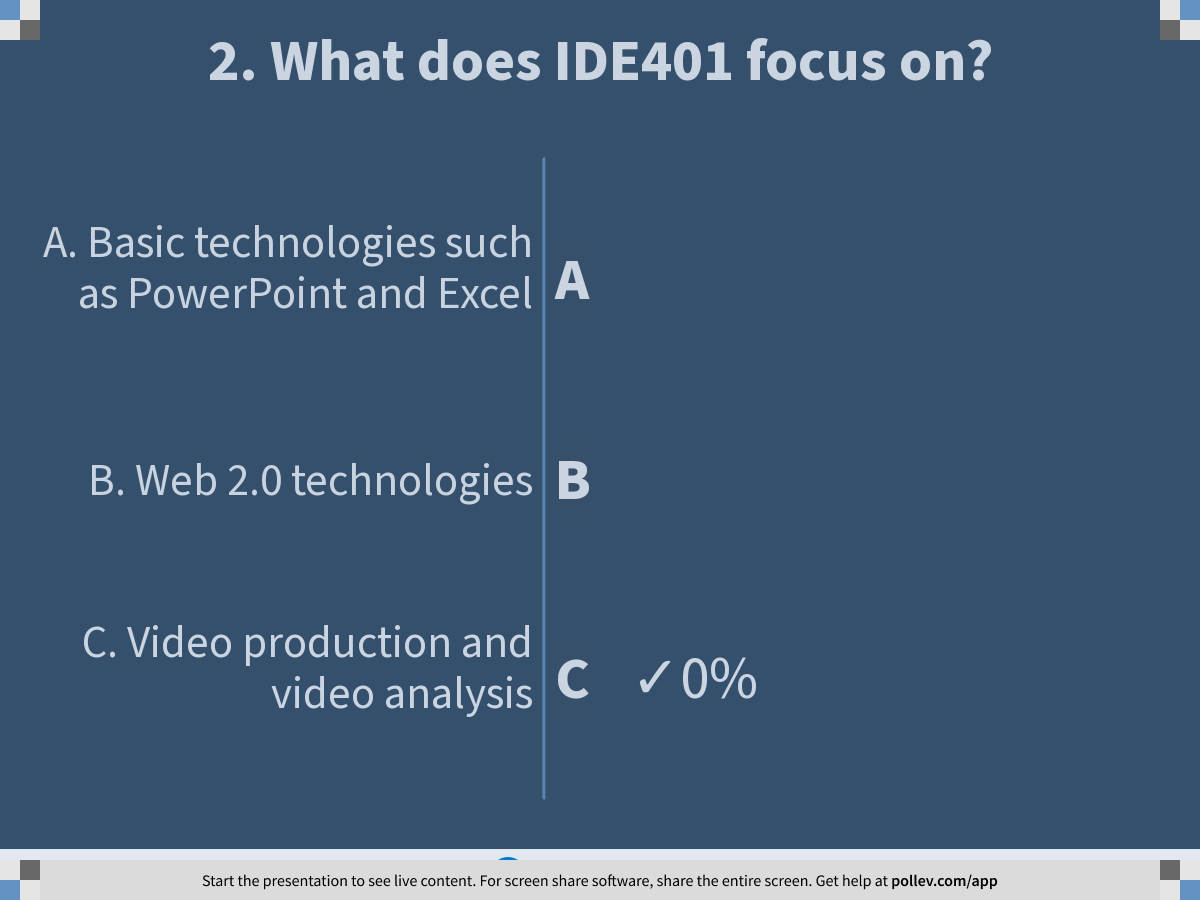 2. What does IDE401 focus on?
A. Basic technologies such
as PowerPoint and Excel
A
B. Web 2.0 technologies
B
C. Video production and
video analysis
C ✓0%
Start the presentation to see live content. For screen share software, share the entire screen. Get help at pollev.com/app